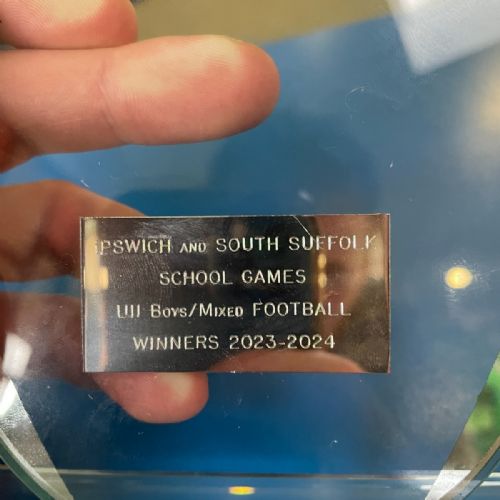 IPSWICH AND SOUTH SUFFOLK
SCHOOL GAMES
U11 BOYS/MIXED FOOTBALL
WINNERS 2023-2024